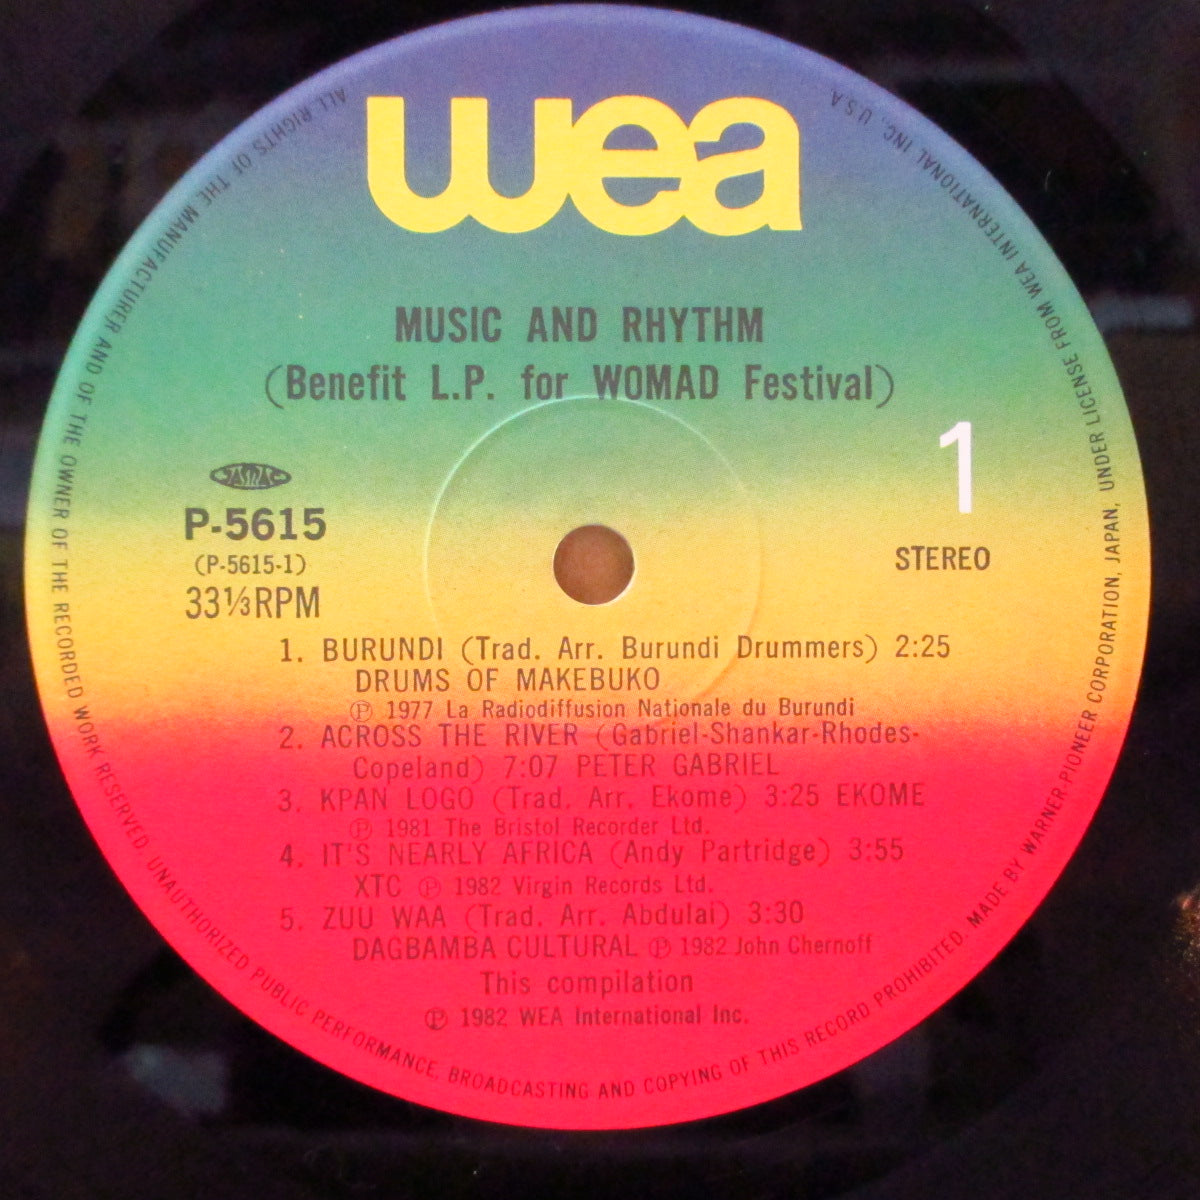 wea
MUSIC AND RHYTHM
(Benefit L.P. for WOMAD Festival)
1
P-5615
(P-5615-1)
33⅓RPM
STEREO
1. BURUNDI (Trad. Arr. Burundi Drummers) 2:25
DRUMS OF MAKEBUKO
Ⓟ 1977 La Radiodiffusion Nationale du Burundi
2. ACROSS THE RIVER (Gabriel-Shankar-Rhodes-
Copeland) 7:07 PETER GABRIEL
3. KPAN LOGO (Trad. Arr. Ekome) 3:25 EKOME
Ⓟ 1981 The Bristol Recorder Ltd.
4. IT'S NEARLY AFRICA (Andy Partridge) 3:55
XTC Ⓟ 1982 Virgin Records Ltd.
5. ZUU WAA (Trad. Arr. Abdulai) 3:30
DAGBAMBA CULTURAL Ⓟ 1982 John Chernoff
This compilation
Ⓟ 1982 WEA International Inc.
ALL RIGHTS OF THE MANUFACTURER AND OF THE OWNER OF THE RECORDED WORK RESERVED. UNAUTHORIZED PUBLIC PERFORMANCE, BROADCASTING AND COPYING OF THIS RECORD PROHIBITED. MADE BY WARNER-PIONEER CORPORATION, JAPAN, UNDER LICENSE FROM WEA INTERNATIONAL INC., U.S.A.